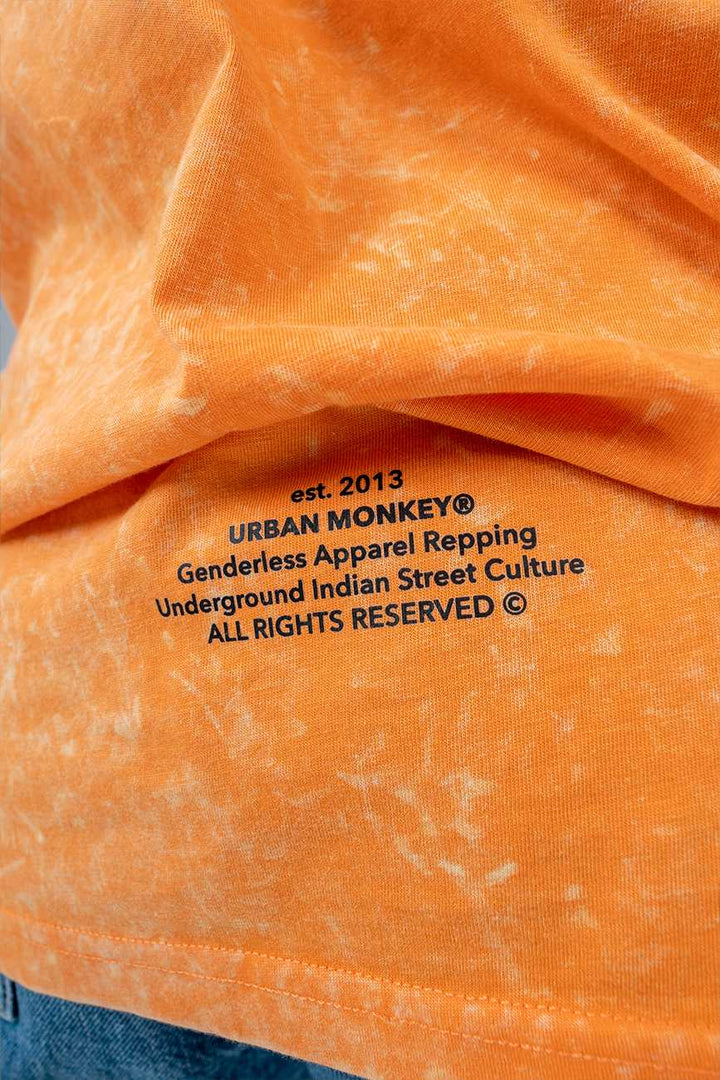 est. 2013
URBAN MONKEY®
Genderless Apparel Repping
Underground Indian Street Culture
ALL RIGHTS RESERVED ©